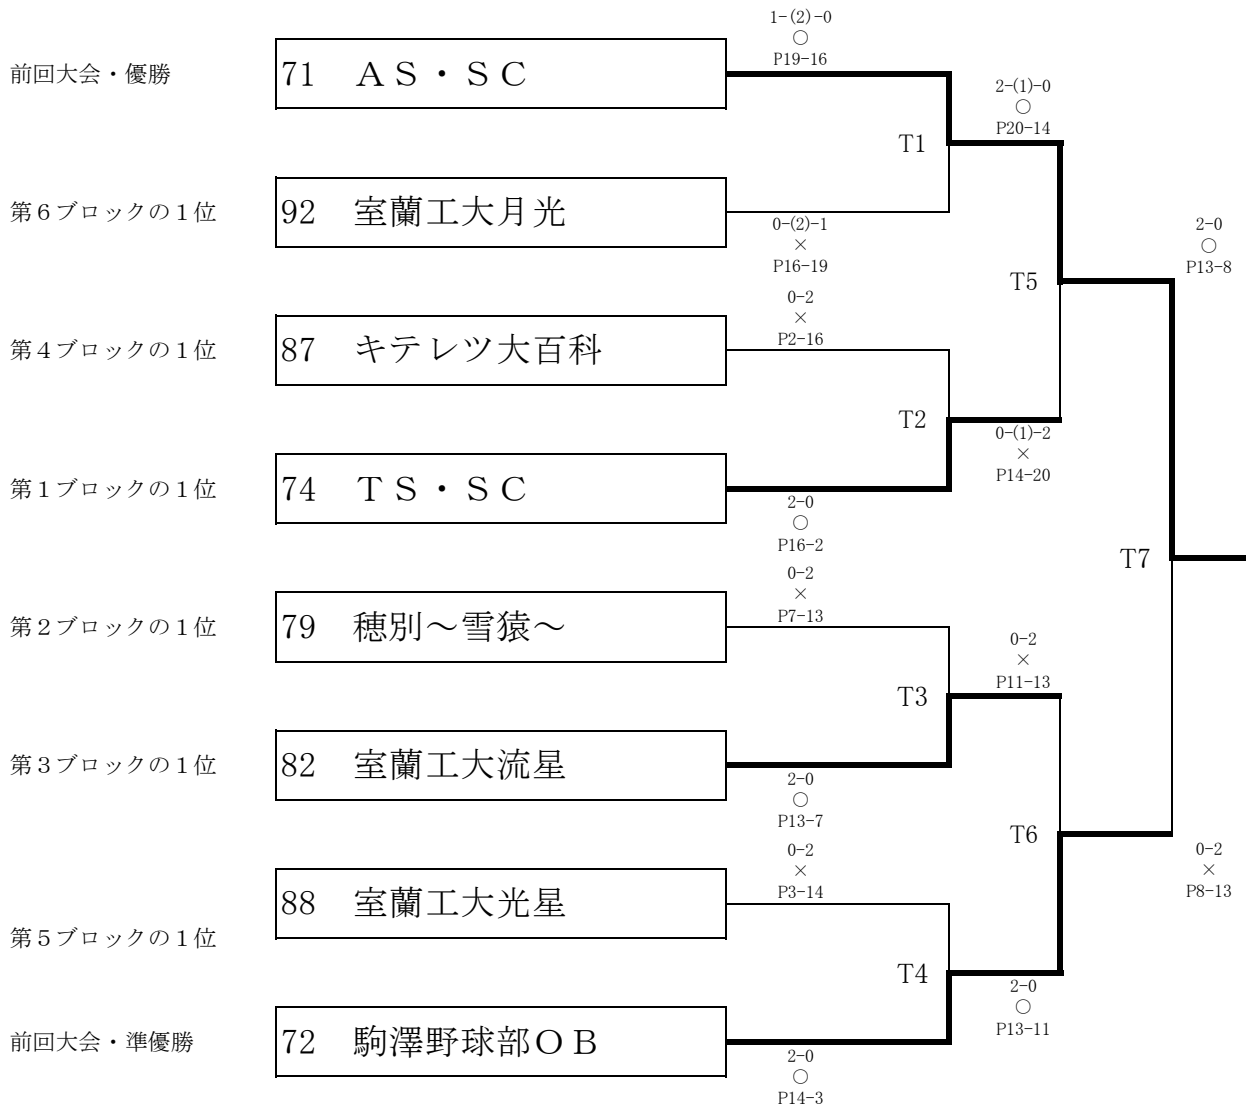 1-(2)-0
○
P19-16
前回大会・優勝
71 ＡＳ・ＳＣ
2-(1)-0
○
P20-14
T1
第６ブロックの１位
92 室蘭工大月光
0-(2)-1
×
P16-19
2-0
○
P13-8
T5
0-2
×
P2-16
第４ブロックの１位
87 キテレツ大百科
T2
0-(1)-2
×
P14-20
第１ブロックの１位
74 ＴＳ・ＳＣ
2-0
○
P16-2
T7
0-2
×
P7-13
第２ブロックの１位
79 穂別～雪猿～
0-2
×
P11-13
T3
第３ブロックの１位
82 室蘭工大流星
2-0
○
P13-7
T6
0-2
×
P8-13
0-2
×
P3-14
88 室蘭工大光星
第５ブロックの１位
T4
2-0
○
P13-11
前回大会・準優勝
72 駒澤野球部ＯＢ
2-0
○
P14-3